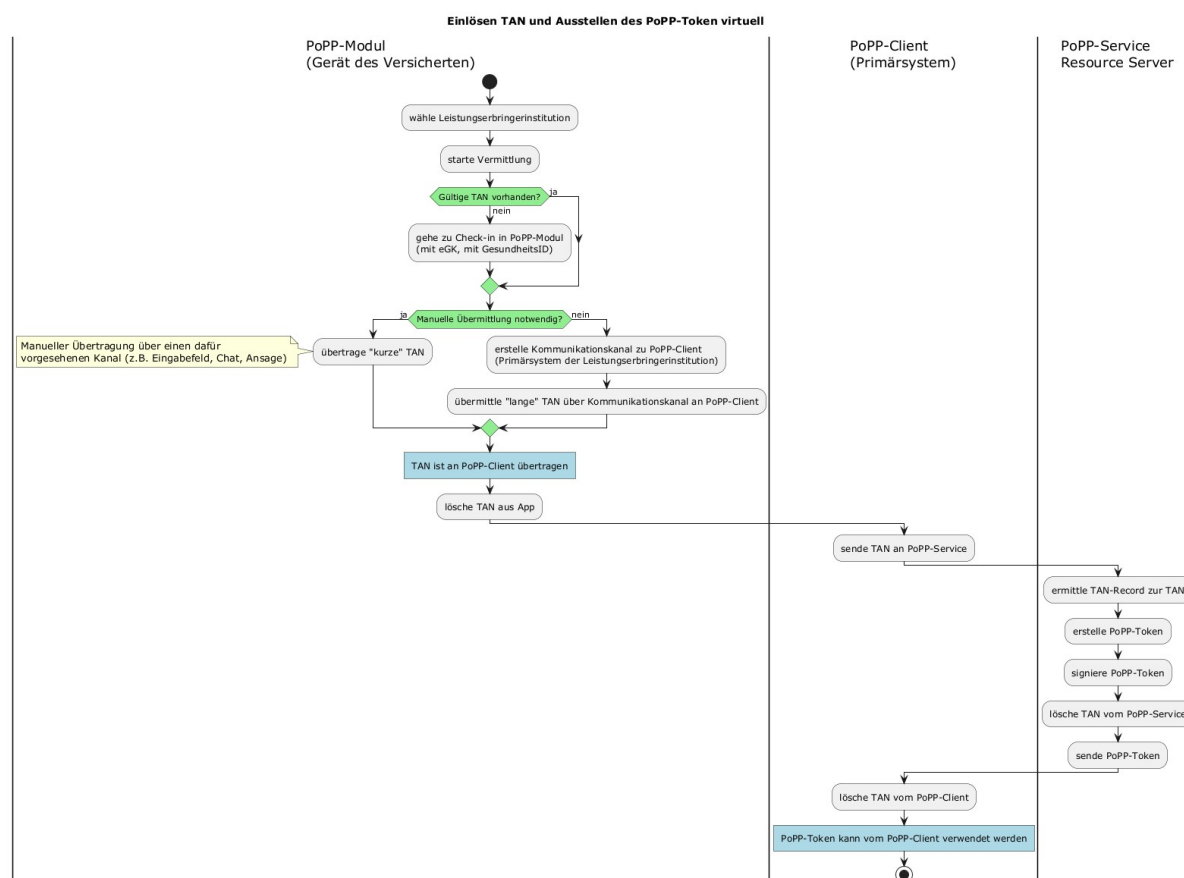 Einlösen TAN und Ausstellen des PoPP-Token virtuell
PoPP-Modul
(Gerät des Versicherten)
PoPP-Client
(Primärsystem)
PoPP-Service
Resource Server
wähle Leistungserbringerinstitution
starte Vermittlung
Gültige TAN vorhanden?
ja
nein
gehe zu Check-in in PoPP-Modul
(mit eGK, mit GesundheitsID)
ja
Manuelle Übermittlung notwendig?
nein
Manueller Übertragung über einen dafür
vorgesehenen Kanal (z.B. Eingabefeld, Chat, Ansage)
übertrage "kurze" TAN
erstelle Kommunikationskanal zu PoPP-Client
(Primärsystem der Leistungserbringerinstitution)
übermittle "lange" TAN über Kommunikationskanal an PoPP-Client
TAN ist an PoPP-Client übertragen
lösche TAN aus App
sende TAN an PoPP-Service
ermittle TAN-Record zur TAN
erstelle PoPP-Token
signiere PoPP-Token
lösche TAN vom PoPP-Service
sende PoPP-Token
lösche TAN vom PoPP-Client
PoPP-Token kann vom PoPP-Client verwendet werden